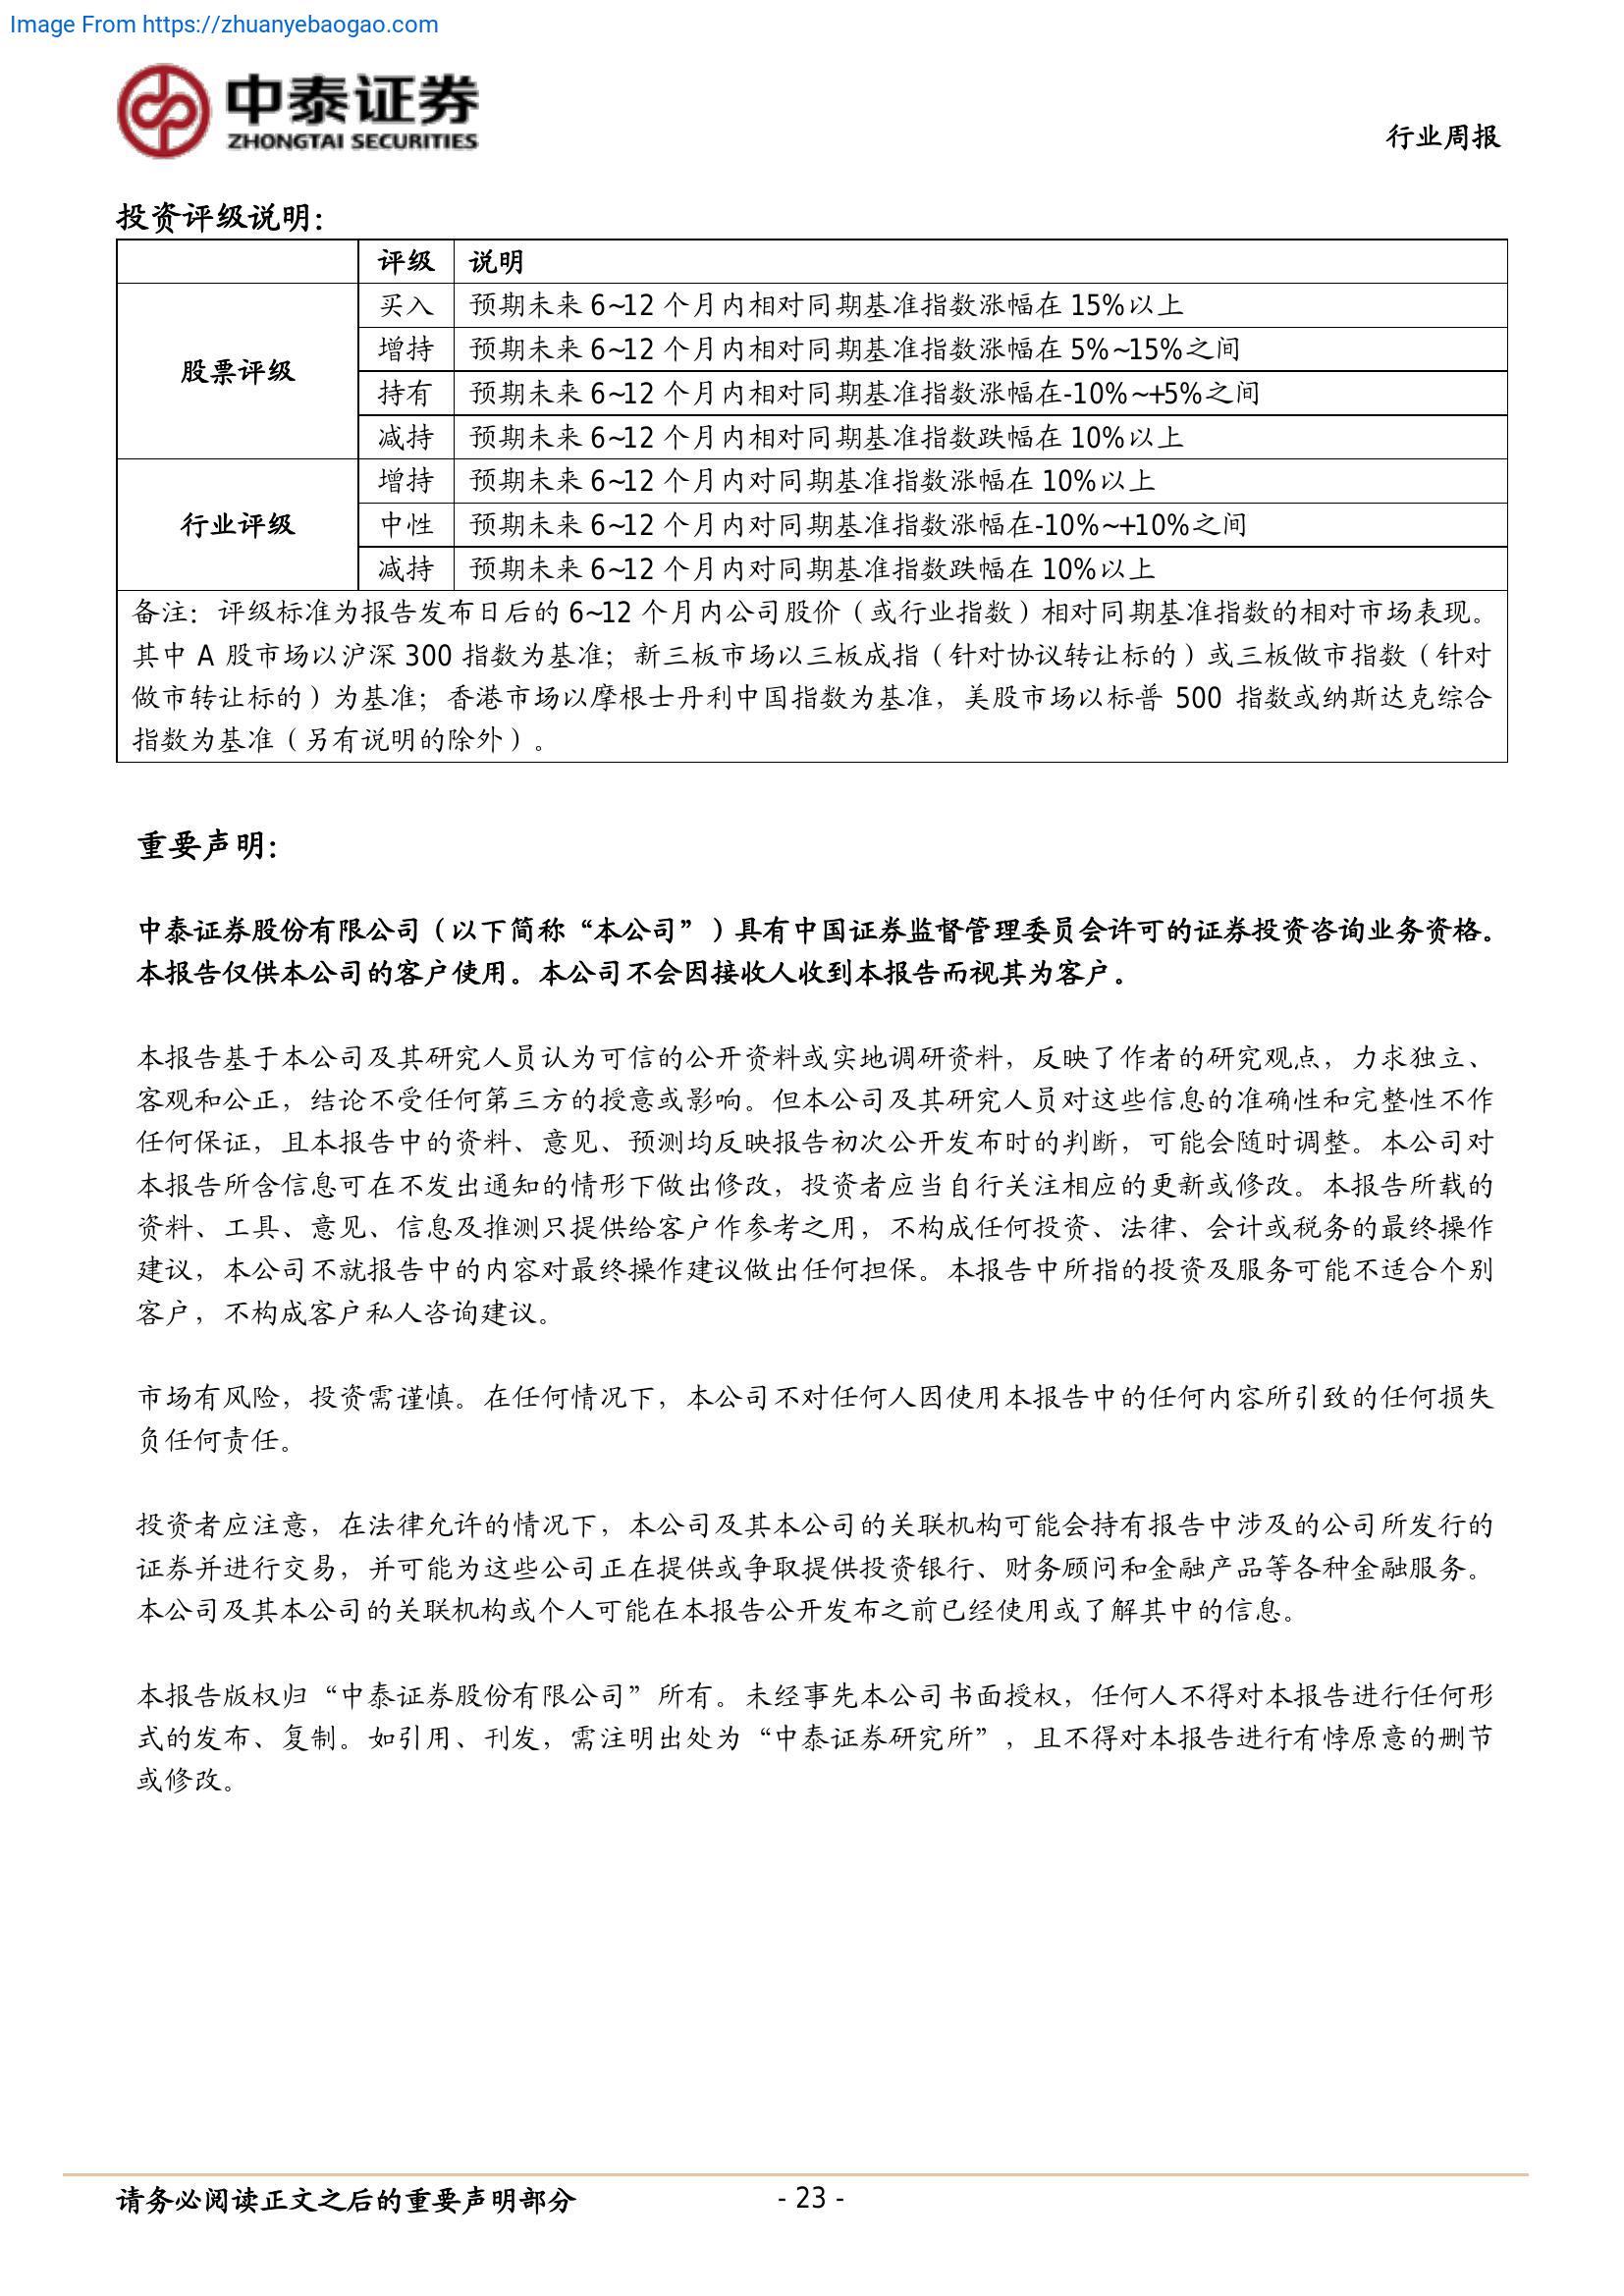 Image From https://zhuanyebaogao.com
中泰证券
ZHONGTAI SECURITIES
行业周报
投资评级说明：
评级 说明
股票评级
买入 预期未来 6~12 个月内相对同期基准指数涨幅在 15%以上
增持 预期未来 6~12 个月内相对同期基准指数涨幅在 5%~15%之间
持有 预期未来 6~12 个月内相对同期基准指数涨幅在-10%~+5%之间
减持 预期未来 6~12 个月内相对同期基准指数跌幅在 10%以上
行业评级
增持 预期未来 6~12 个月内对同期基准指数涨幅在 10%以上
中性 预期未来 6~12 个月内对同期基准指数涨幅在-10%~+10%之间
减持 预期未来 6~12 个月内对同期基准指数跌幅在 10%以上
备注：评级标准为报告发布日后的 6~12 个月内公司股价（或行业指数）相对同期基准指数的相对市场表现。
其中 A 股市场以沪深 300 指数为基准；新三板市场以三板成指（针对协议转让标的）或三板做市指数（针对
做市转让标的）为基准；香港市场以摩根士丹利中国指数为基准，美股市场以标普 500 指数或纳斯达克综合
指数为基准（另有说明的除外）。
重要声明：
中泰证券股份有限公司（以下简称“本公司”）具有中国证券监督管理委员会许可的证券投资咨询业务资格。
本报告仅供本公司的客户使用。本公司不会因接收人收到本报告而视其为客户。
本报告基于本公司及其研究人员认为可信的公开资料或实地调研资料，反映了作者的研究观点，力求独立、
客观和公正，结论不受任何第三方的授意或影响。但本公司及其研究人员对这些信息的准确性和完整性不作
任何保证，且本报告中的资料、意见、预测均反映报告初次公开发布时的判断，可能会随时调整。本公司对
本报告所含信息可在不发出通知的情形下做出修改，投资者应当自行关注相应的更新或修改。本报告所载的
资料、工具、意见、信息及推测只提供给客户作参考之用，不构成任何投资、法律、会计或税务的最终操作
建议，本公司不就报告中的内容对最终操作建议做出任何担保。本报告中所指的投资及服务可能不适合个别
客户，不构成客户私人咨询建议。
市场有风险，投资需谨慎。在任何情况下，本公司不对任何人因使用本报告中的任何内容所引致的任何损失
负任何责任。
投资者应注意，在法律允许的情况下，本公司及其本公司的关联机构可能会持有报告中涉及的公司所发行的
证券并进行交易，并可能为这些公司正在提供或争取提供投资银行、财务顾问和金融产品等各种金融服务。
本公司及其本公司的关联机构或个人可能在本报告公开发布之前已经使用或了解其中的信息。
本报告版权归“中泰证券股份有限公司”所有。未经事先本公司书面授权，任何人不得对本报告进行任何形
式的发布、复制。如引用、刊发，需注明出处为“中泰证券研究所”，且不得对本报告进行有悖原意的删节
或修改。
请务必阅读正文之后的重要声明部分 - 23 -